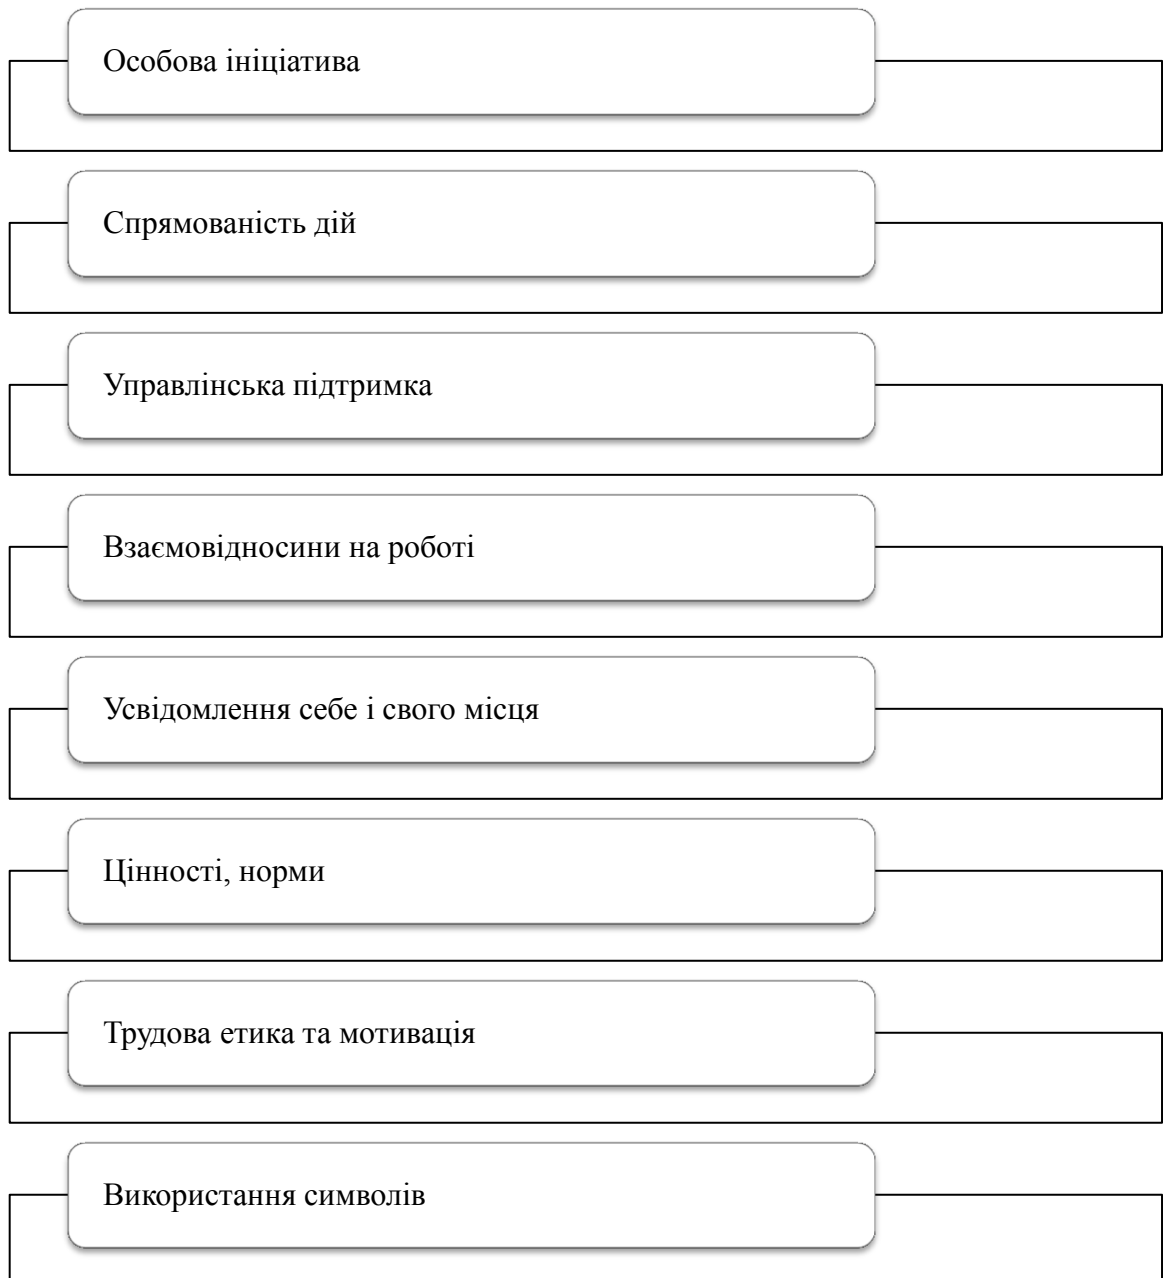 Особова ініціатива
Спрямованість дій
Управлінська підтримка
Взаємовідносини на роботі
Усвідомлення себе і свого місця
Цінності, норми
Трудова етика та мотивація
Використання символів